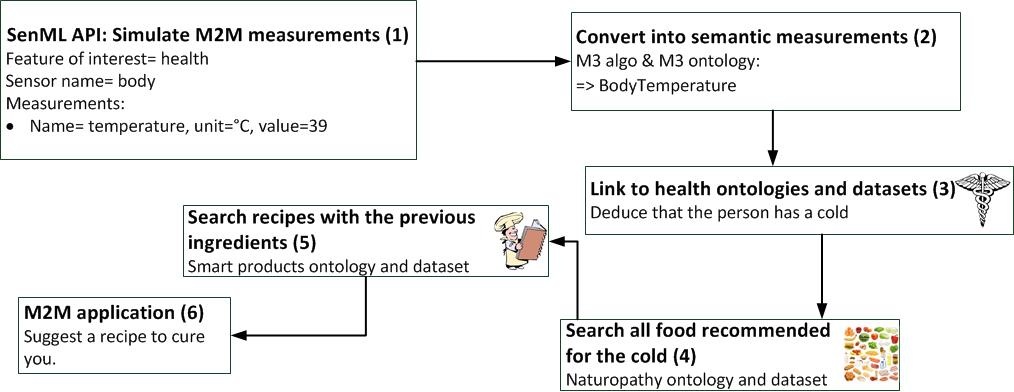 SenML API: Simulate M2M measurements (1)
Feature of interest= health
Sensor name= body
Measurements:
• Name= temperature, unit=°C, value=39
Convert into semantic measurements (2)
M3 algo & M3 ontology:
=> BodyTemperature
Link to health ontologies and datasets (3)
Deduce that the person has a cold
Search all food recommended
for the cold (4)
Naturopathy ontology and dataset
Search recipes with the previous
ingredients (5)
Smart products ontology and dataset
M2M application (6)
Suggest a recipe to cure
you.